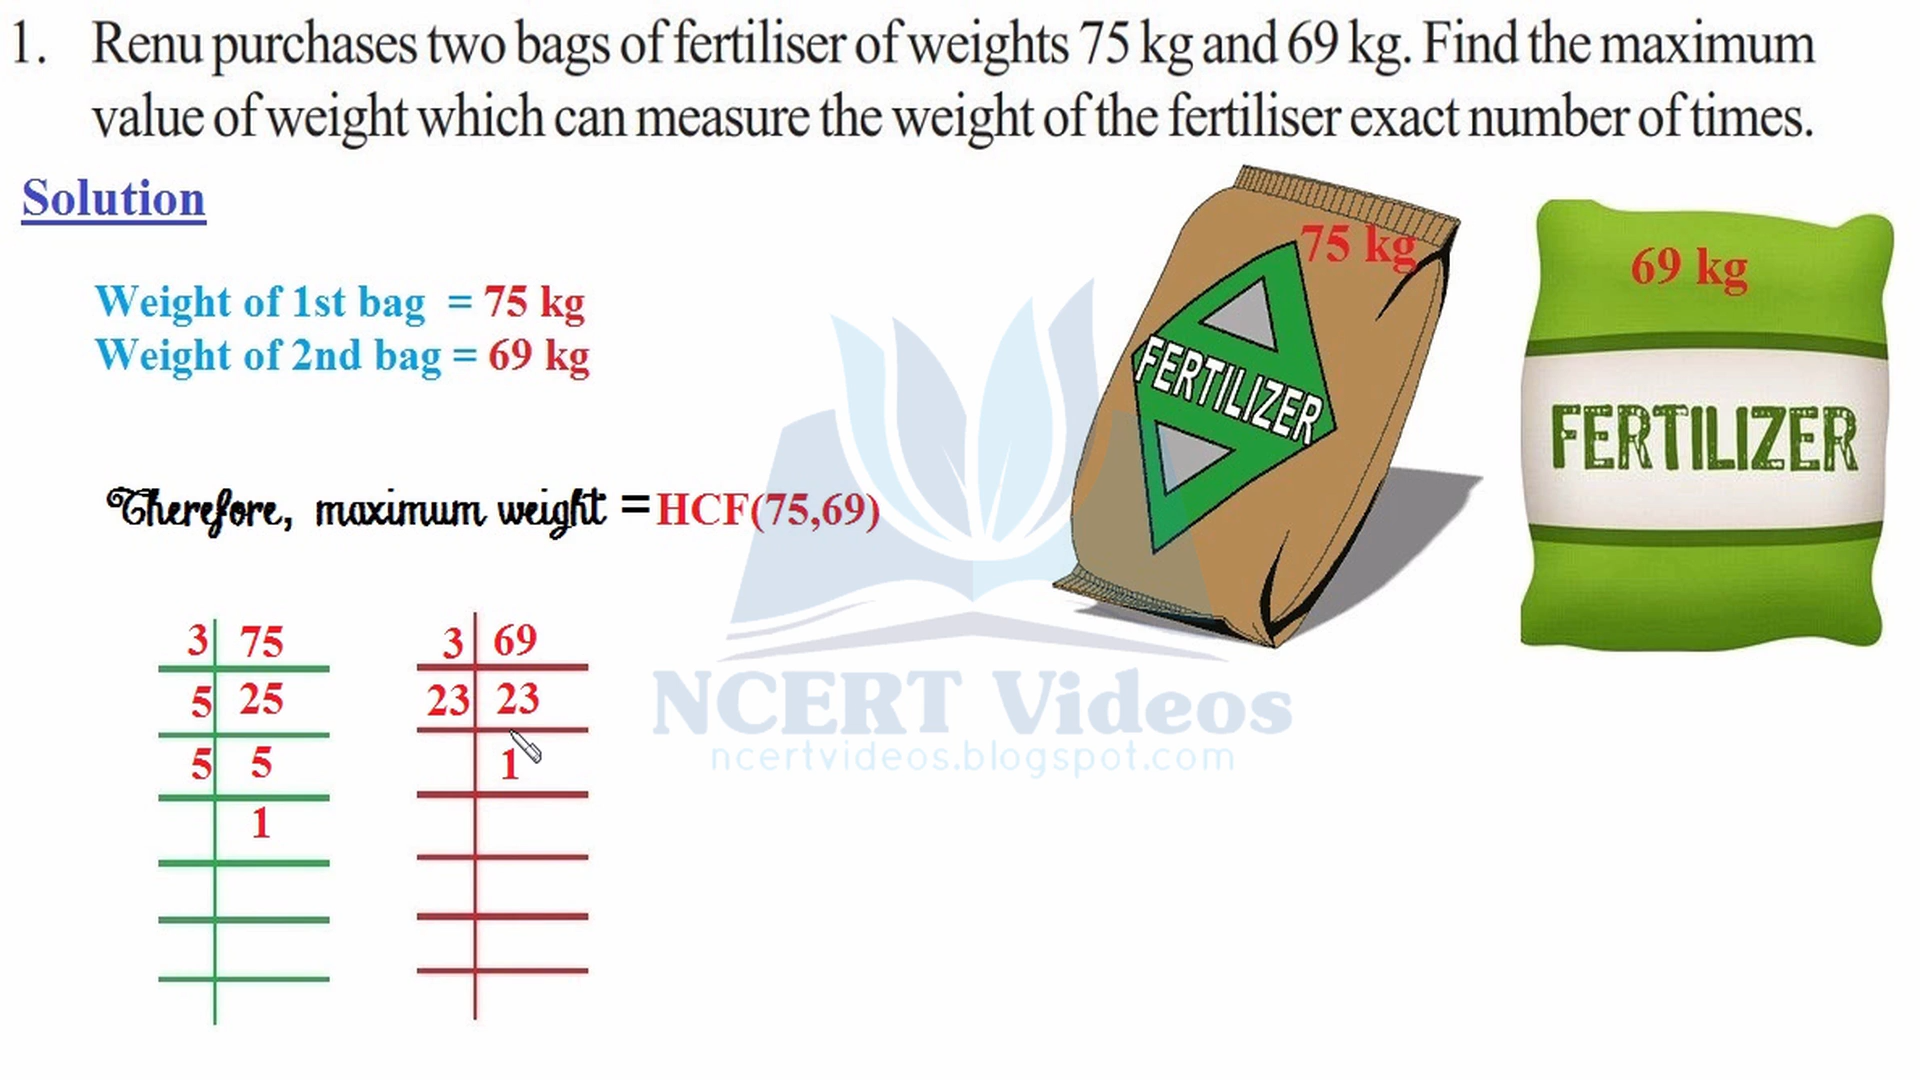 1. Renu purchases two bags of fertiliser of weights 75 kg and 69 kg. Find the maximum
value of weight which can measure the weight of the fertiliser exact number of times.
Solution
75 kg
69 kg
Weight of 1st bag = 75 kg
Weight of 2nd bag = 69 kg
FERTILIZER
FERTILIZER
Therefore, maximum weight = HCF(75,69)
3 75
5 25
5 5
1
3 69
23 23
1
NCERT Videos
ncertvideos.blogspot.com